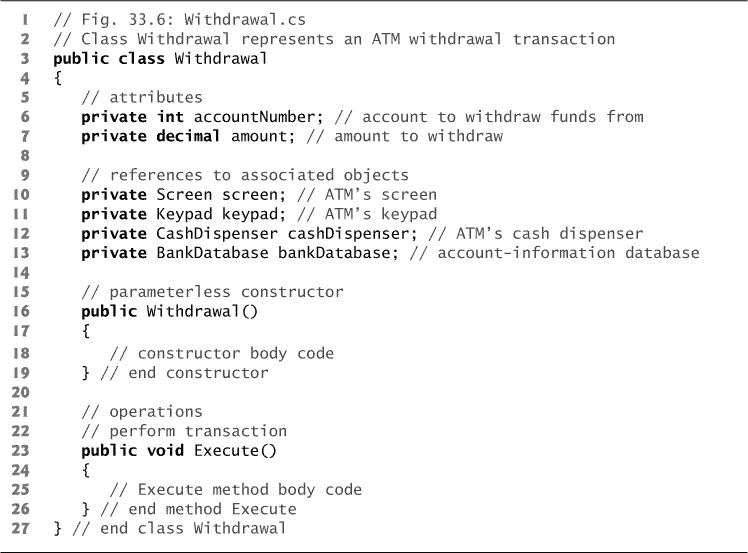 1 // Fig. 33.6: Withdrawal.cs
2 // Class Withdrawal represents an ATM withdrawal transaction
3 public class Withdrawal
4 {
5 // attributes
6 private int accountNumber; // account to withdraw funds from
7 private decimal amount; // amount to withdraw
8
9 // references to associated objects
10 private Screen screen; // ATM’s screen
11 private Keypad keypad; // ATM’s keypad
12 private CashDispenser cashDispenser; // ATM’s cash dispenser
13 private BankDatabase bankDatabase; // account-information database
14
15 // parameterless constructor
16 public Withdrawal()
17 {
18 // constructor body code
19 } // end constructor
20
21 // operations
22 // perform transaction
23 public void Execute()
24 {
25 // Execute method body code
26 } // end method Execute
27 } // end class Withdrawal